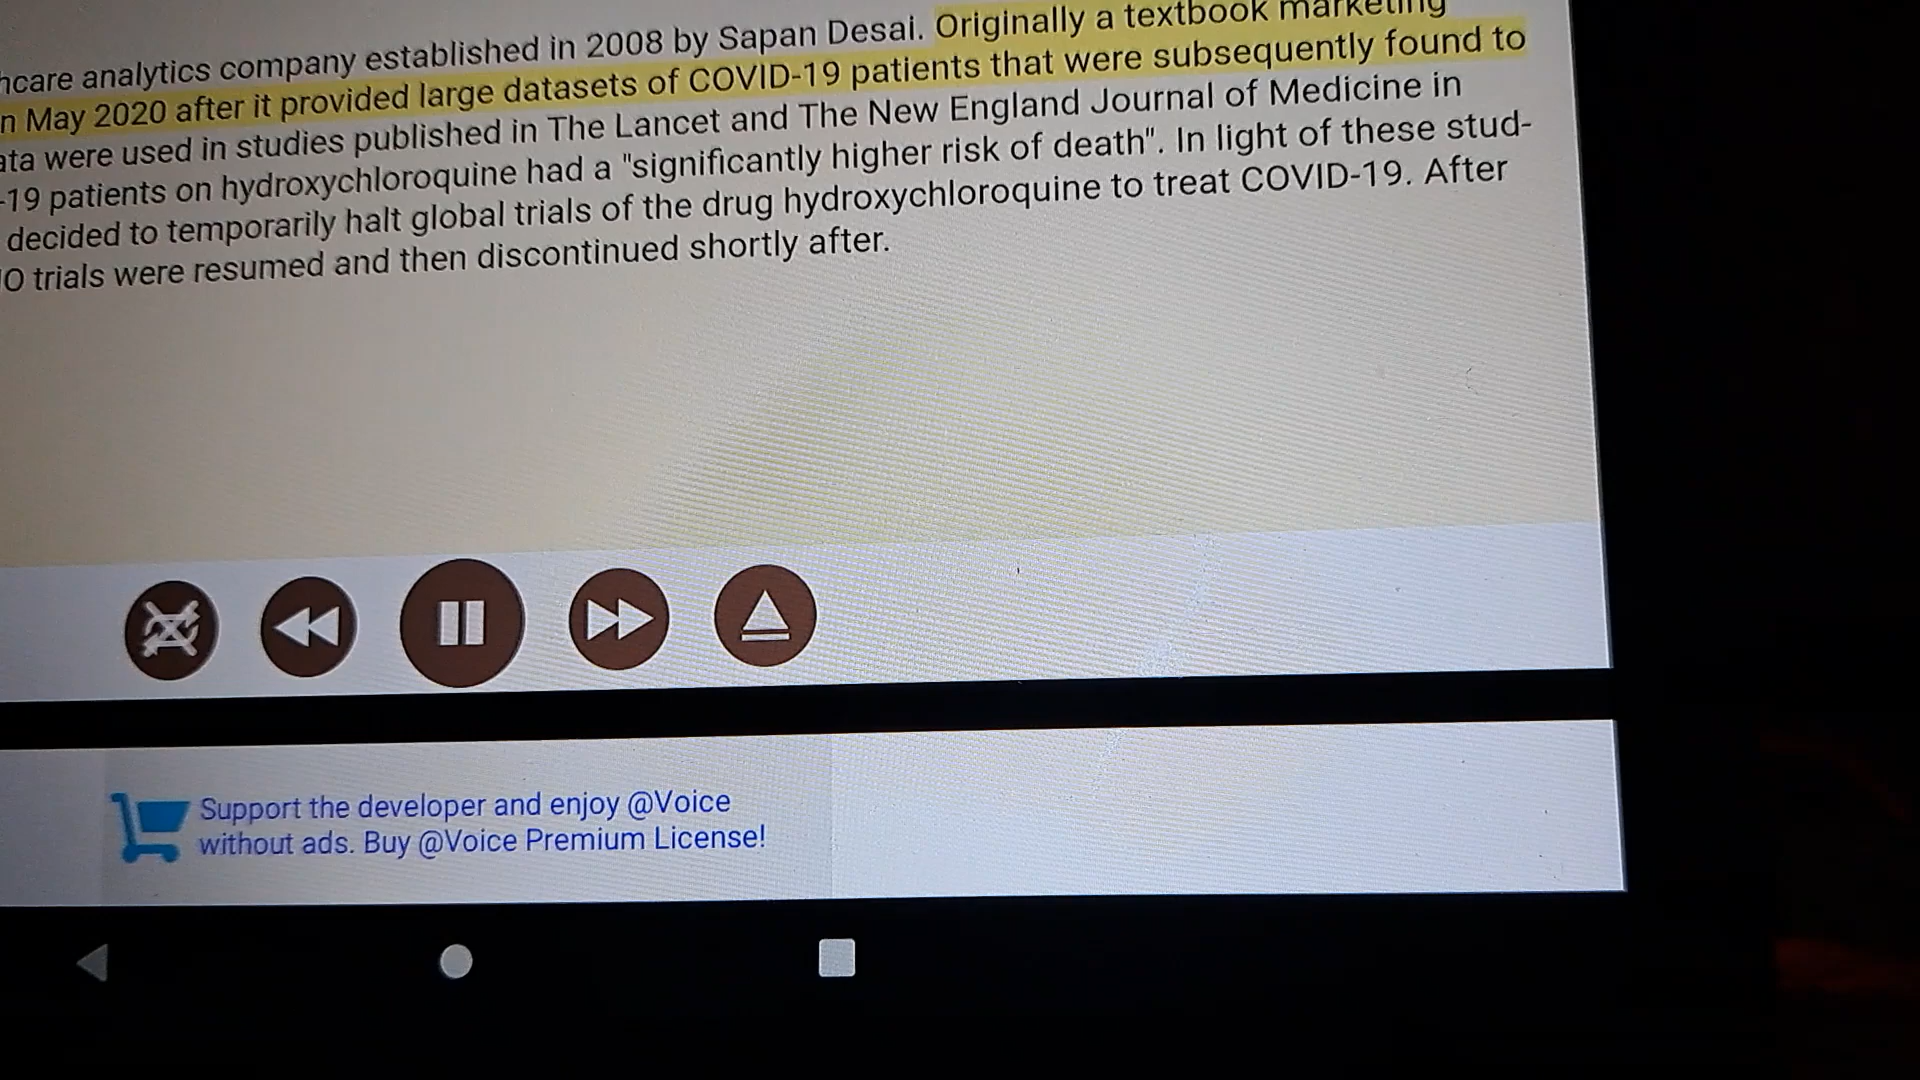 hcare analytics company established in 2008 by Sapan Desai. Originally a textbook marketing
n May 2020 after it provided large datasets of COVID-19 patients that were subsequently found to
ata were used in studies published in The Lancet and The New England Journal of Medicine in
-19 patients on hydroxychloroquine had a "significantly higher risk of death". In light of these stud-
decided to temporarily halt global trials of the drug hydroxychloroquine to treat COVID-19. After
IO trials were resumed and then discontinued shortly after.
Support the developer and enjoy @Voice
without ads. Buy @Voice Premium License!